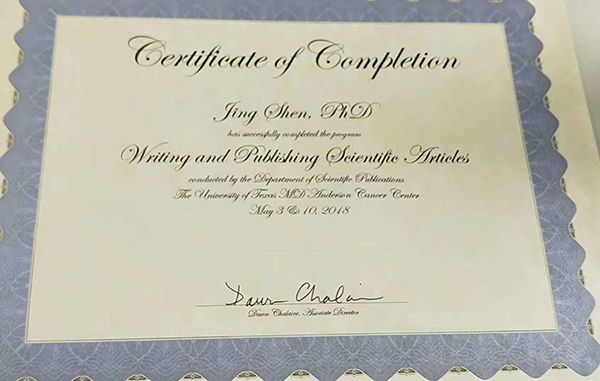 Certificate of Completion
Jing Shen, PhD
has successfully completed the program
Writing and Publishing Scientific Articles
conducted by the Department of Scientific Publications
The University of Texas MD Anderson Cancer Center
May 3 & 10, 2018
Dawn Chalaire
Dawn Chalaire, Associate Director